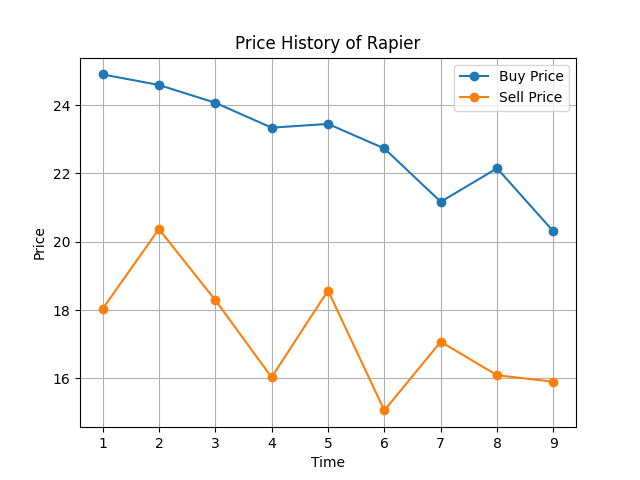 Price History of Rapier
Buy Price
Sell Price
24
22
20
18
16
Price
1 2 3 4 5 6 7 8 9
Time